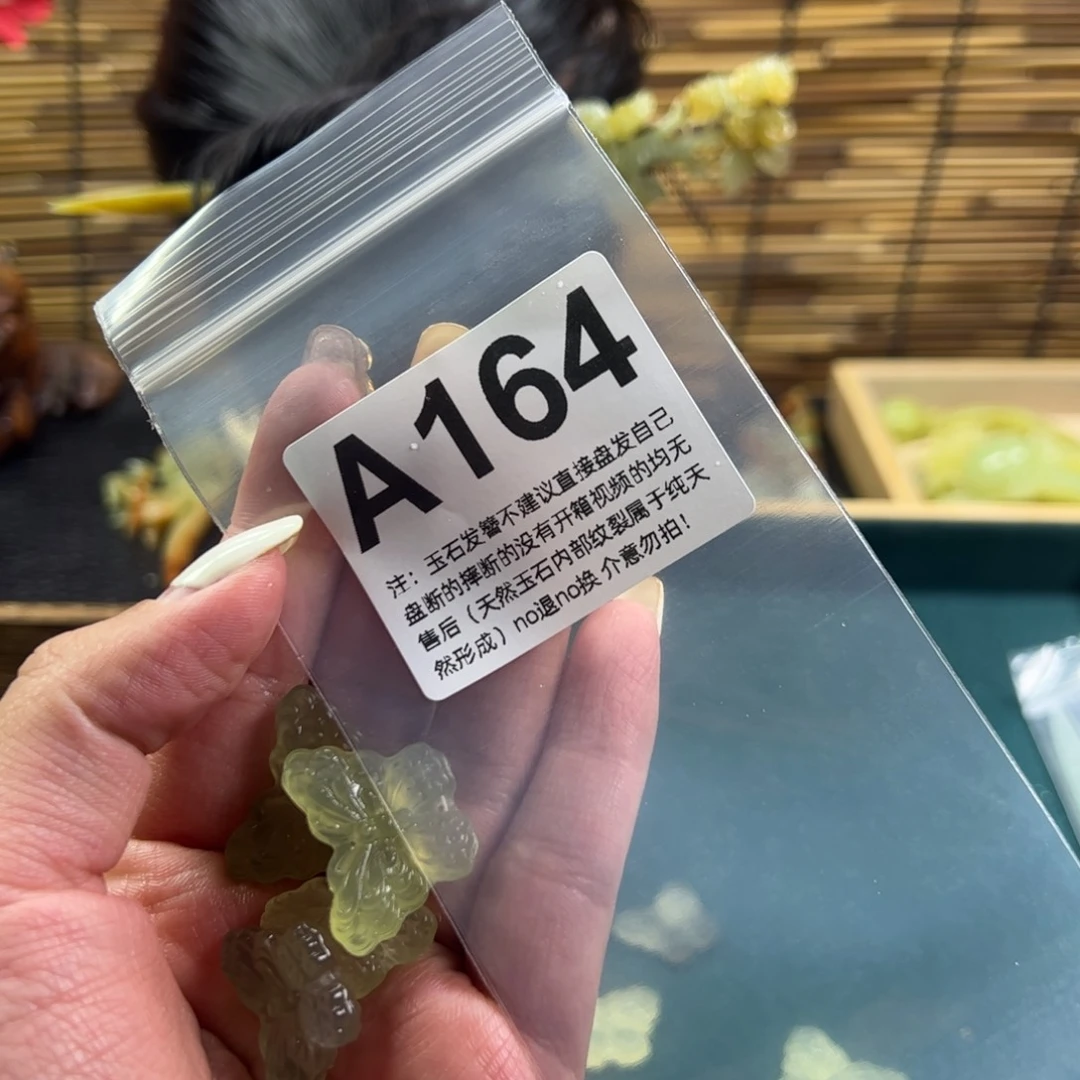 A164
注：玉石发簪不建议直接盘发自己
盘断的摔断的没有开箱视频的均无
售后（天然玉石内部纹裂属于纯天
然形成）no退no换 介意勿拍！